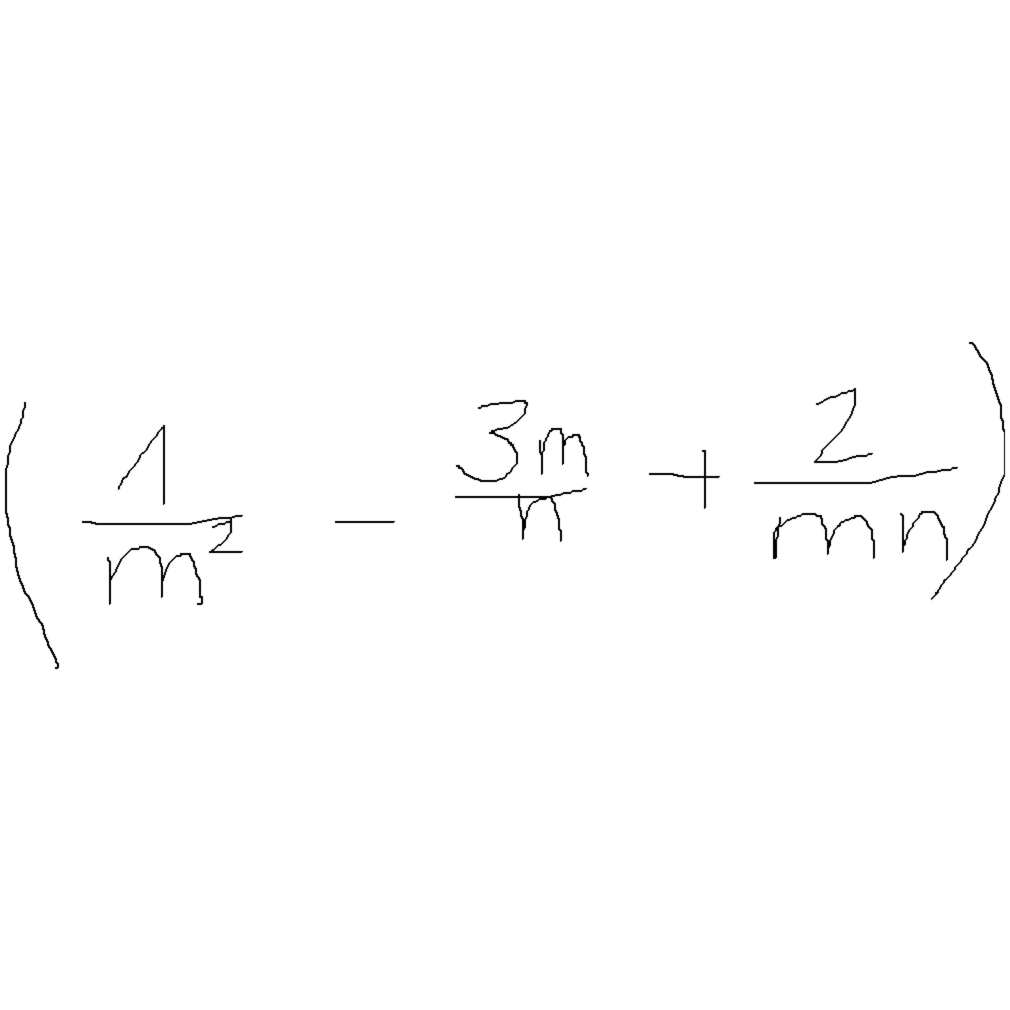 (1/m² - 3m/n + 2/mn)